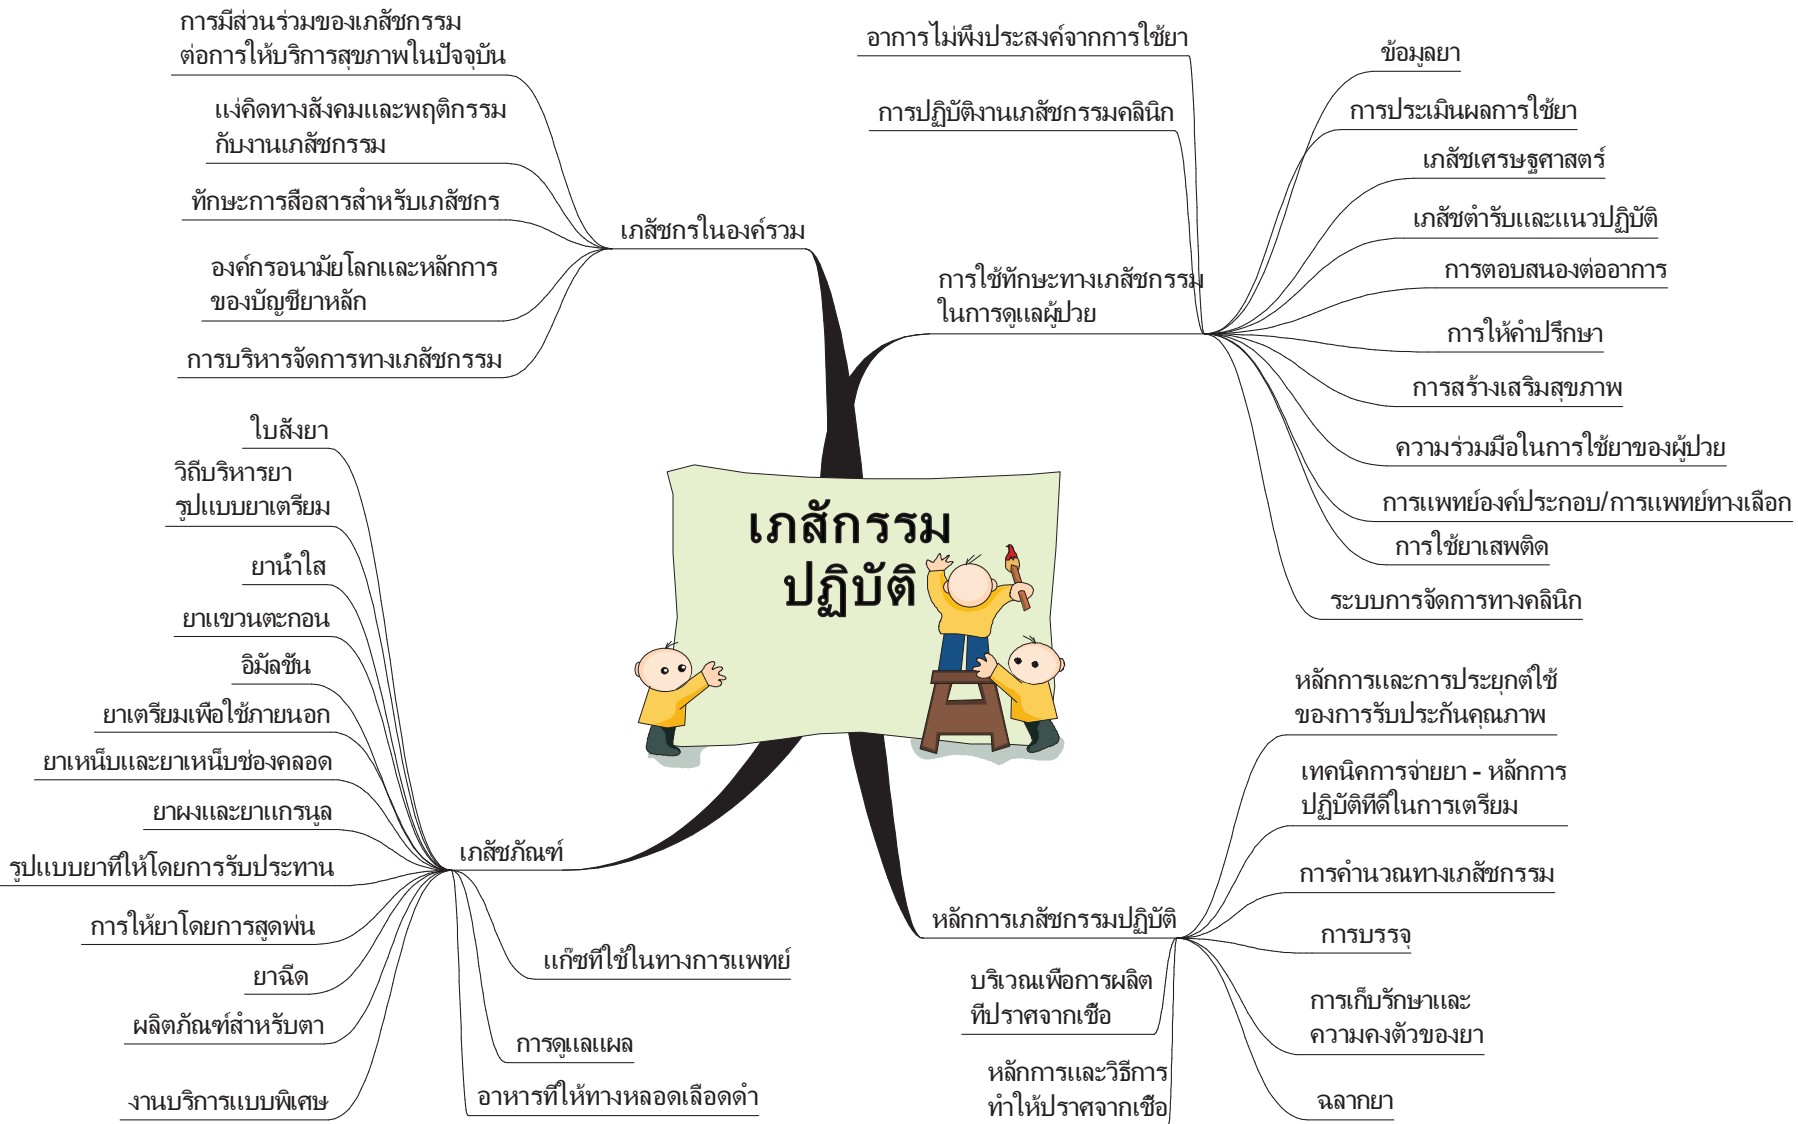 การมีส่วนร่วมของเภสัชกรรม
ต่อการให้บริการสุขภาพในปัจจุบัน
แง่คิดทางสังคมและพฤติกรรม
กับงานเภสัชกรรม
ทักษะการสื่อสารสำหรับเภสัชกร
องค์กรอนามัยโลกและหลักการ
ของบัญชียาหลัก
การบริหารจัดการทางเภสัชกรรม
เภสัชกรในองค์รวม
อาการไม่พึงประสงค์จากการใช้ยา
การปฏิบัติงานเภสัชกรรมคลินิก
การใช้ทักษะทางเภสัชกรรม
ในการดูแลผู้ป่วย
ข้อมูลยา
การประเมินผลการใช้ยา
เภสัชเศรษฐศาสตร์
เภสัชตำรับและแนวปฏิบัติ
การตอบสนองต่ออาการ
การให้คำปรึกษา
การสร้างเสริมสุขภาพ
ความร่วมมือในการใช้ยาของผู้ป่วย
การแพทย์องค์ประกอบ/การแพทย์ทางเลือก
การใช้ยาเสพติด
ระบบการจัดการทางคลินิก
เภสักรรม
ปฏิบัติ
ใบสั่งยา
วิถีบริหารยา
รูปแบบยาเตรียม
ยาน้ำใส
ยาแขวนตะกอน
อิมัลชัน
ยาเตรียมเพื่อใช้ภายนอก
ยาเหน็บและยาเหน็บช่องคลอด
ยาผงและยาแกรนูล
รูปแบบยาที่ให้โดยการรับประทาน
การให้ยาโดยการสูดพ่น
ยาฉีด
ผลิตภัณฑ์สำหรับตา
งานบริการแบบพิเศษ
เภสัชภัณฑ์
แก๊ซที่ใช้ในทางการแพทย์
การดูแลแผล
อาหารที่ให้ทางหลอดเลือดดำ
หลักการเภสัชกรรมปฏิบัติ
หลักการและการประยุกต์ใช้
ของการรับประกันคุณภาพ
เทคนิคการจ่ายยา - หลักการ
ปฏิบัติที่ดีในการเตรียม
การคำนวณทางเภสัชกรรม
การบรรจุ
การเก็บรักษาและ
ความคงตัวของยา
ฉลากยา
บริเวณเพื่อการผลิต
ที่ปราศจากเชื้อ
หลักการและวิธีการ
ทำให้ปราศจากเชื้อ